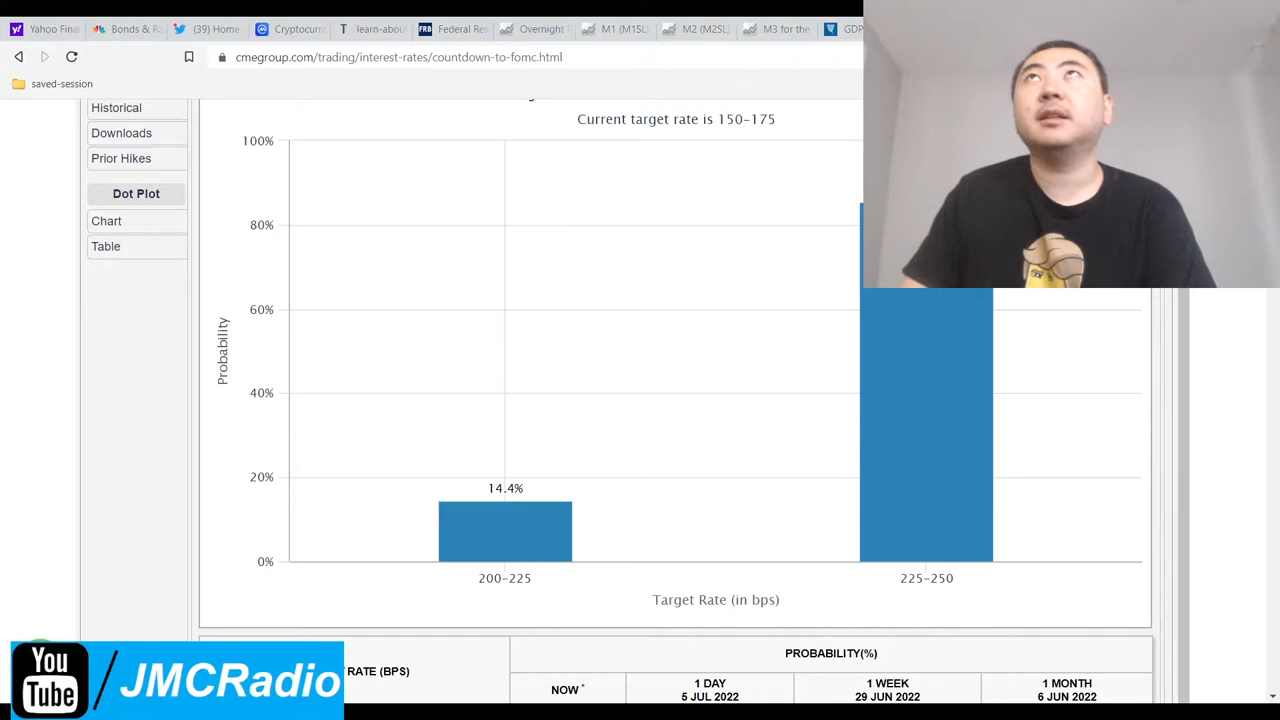 Yahoo Finan
Bonds & R
(39) Home
Cryptocurr
learn-about
Federal Res
Overnight
M1 (M1SL)
M2 (M2SL)
M3 for the
GDP
cmegroup.com/trading/interest-rates/countdown-to-fomc.html
saved-session
Historical
Downloads
Prior Hikes
Dot Plot
Chart
Table
Current target rate is 150-175
100%
80%
60%
40%
20%
0%
Probability
14.4%
200-225
225-250
Target Rate (in bps)
RATE (BPS)
PROBABILITY(%)
NOW *
1 DAY
5 JUL 2022
1 WEEK
29 JUN 2022
1 MONTH
6 JUN 2022
You
Tube
/JMCRadio